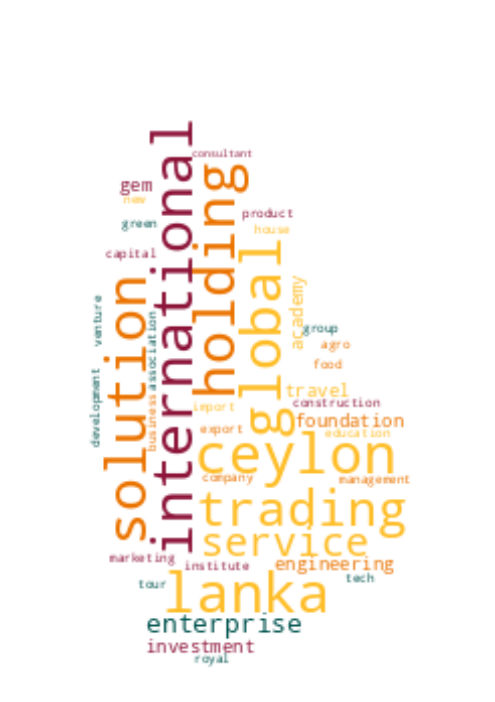 international
consultant
holding
gem
new
product
green
house
global
capital
solution
academy
venture
association
group
agro
food
development
business
travel
import
construction
foundation
export
education
ceylon
company
management
trading
service
marketing
institute
engineering
tech
tour
lanka
enterprise
investment
royal